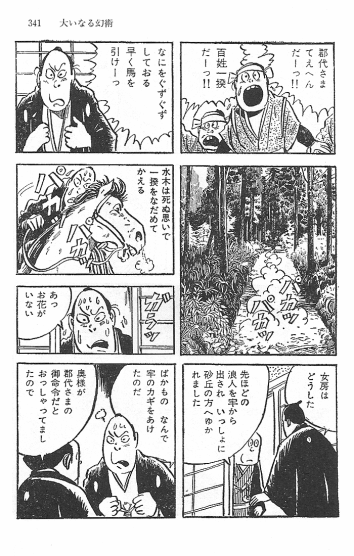 341 大いなる幻術
郡代さま
てえへん
だーっ!!
百姓一揆
だーっ!!
なにをぐずぐず
しておる
早く馬を
引けーっ
パカッ
パカッ
水木は死ぬ思いで
一揆をなだめて
かえる
ガラッ
あっ
お花が
いない
女房は
どうした
先ほどの
浪人を牢から
出され いっしょに
砂丘の方へゆか
れました
ばかもの なんで
牢のカギをあけ
たのだ
奥様が
郡代さまの
御命令だと
おっしゃってまし
たので